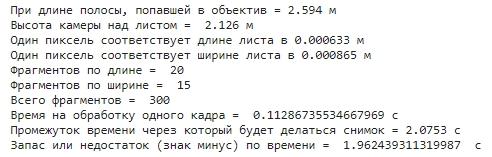 При длине полосы, попавшей в объектив = 2.594 м
Высота камеры над листом =  2.126 м
Один пиксель соответствует длине листа в 0.000633 м
Один пиксель соответствует ширине листа в 0.000865 м
Фрагментов по длине =  20
Фрагментов по ширине =  15
Всего фрагментов =  300
Время на обработку одного кадра =  0.11286735534667969 с
Промежуток времени через который будет делаться снимок = 2.0753 с
Запас или недостаток (знак минус) по времени =  1.962439311319987  с